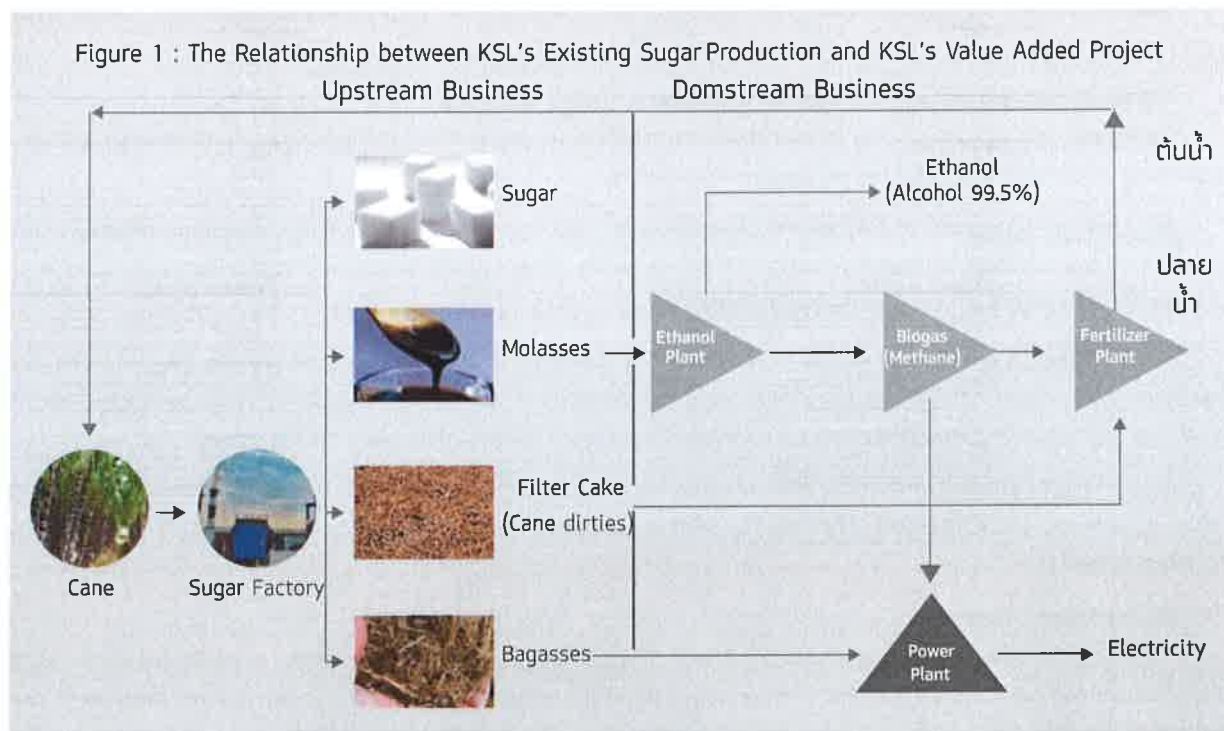 Figure 1 : The Relationship between KSL's Existing Sugar Production and KSL's Value Added Project
Upstream Business
Domstream Business
ต้นน้ำ
Ethanol
(Alcohol 99.5%)
Sugar
ปลาย
น้ำ
Molasses
Ethanol
Plant
Biogas
(Methane)
Fertilizer
Plant
Filter Cake
(Cane dirties)
Cane
Sugar Factory
Bagasses
Power
Plant
Electricity